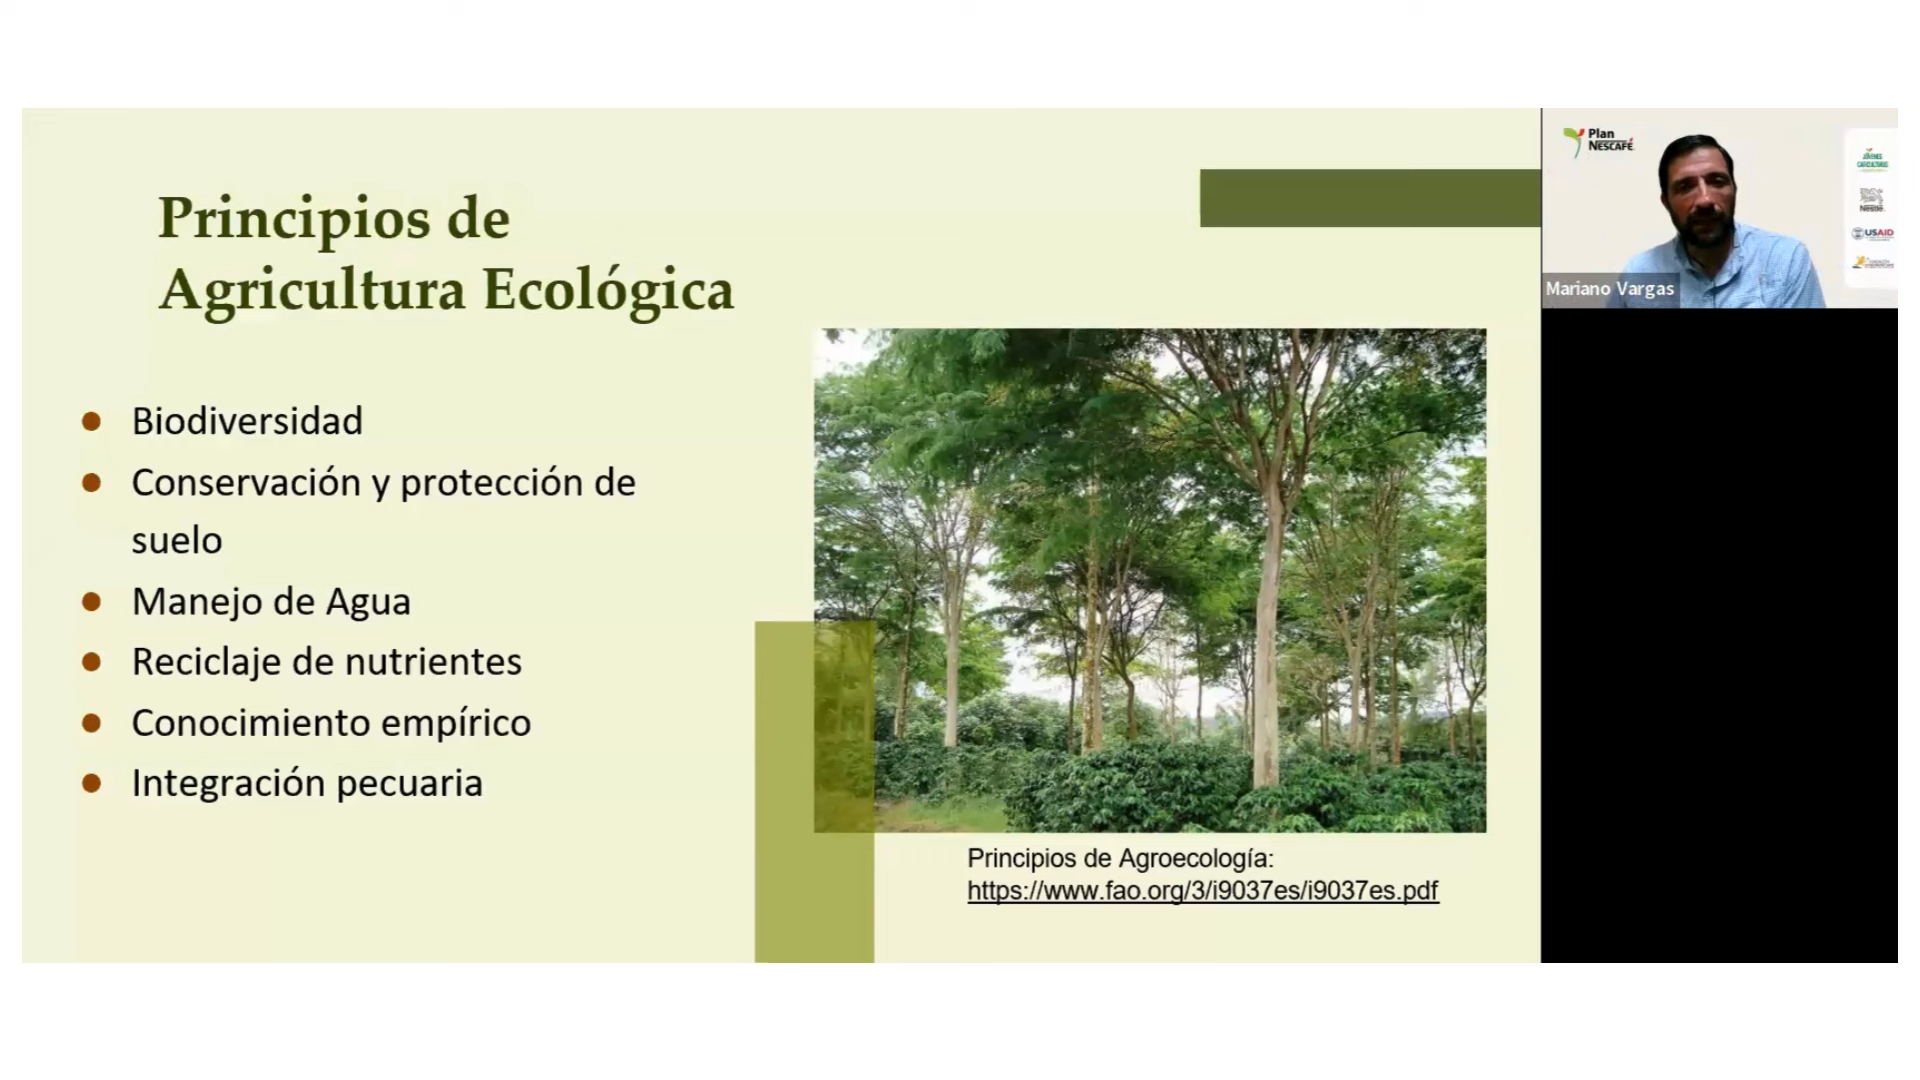 Principios de
Agricultura Ecológica
Biodiversidad
Conservación y protección de
suelo
Manejo de Agua
Reciclaje de nutrientes
Conocimiento empírico
Integración pecuaria
Principios de Agroecología:
https://www.fao.org/3/i9037es/i9037es.pdf
Plan
NESCAFÉ
Nestlé
USAID
Mariano Vargas